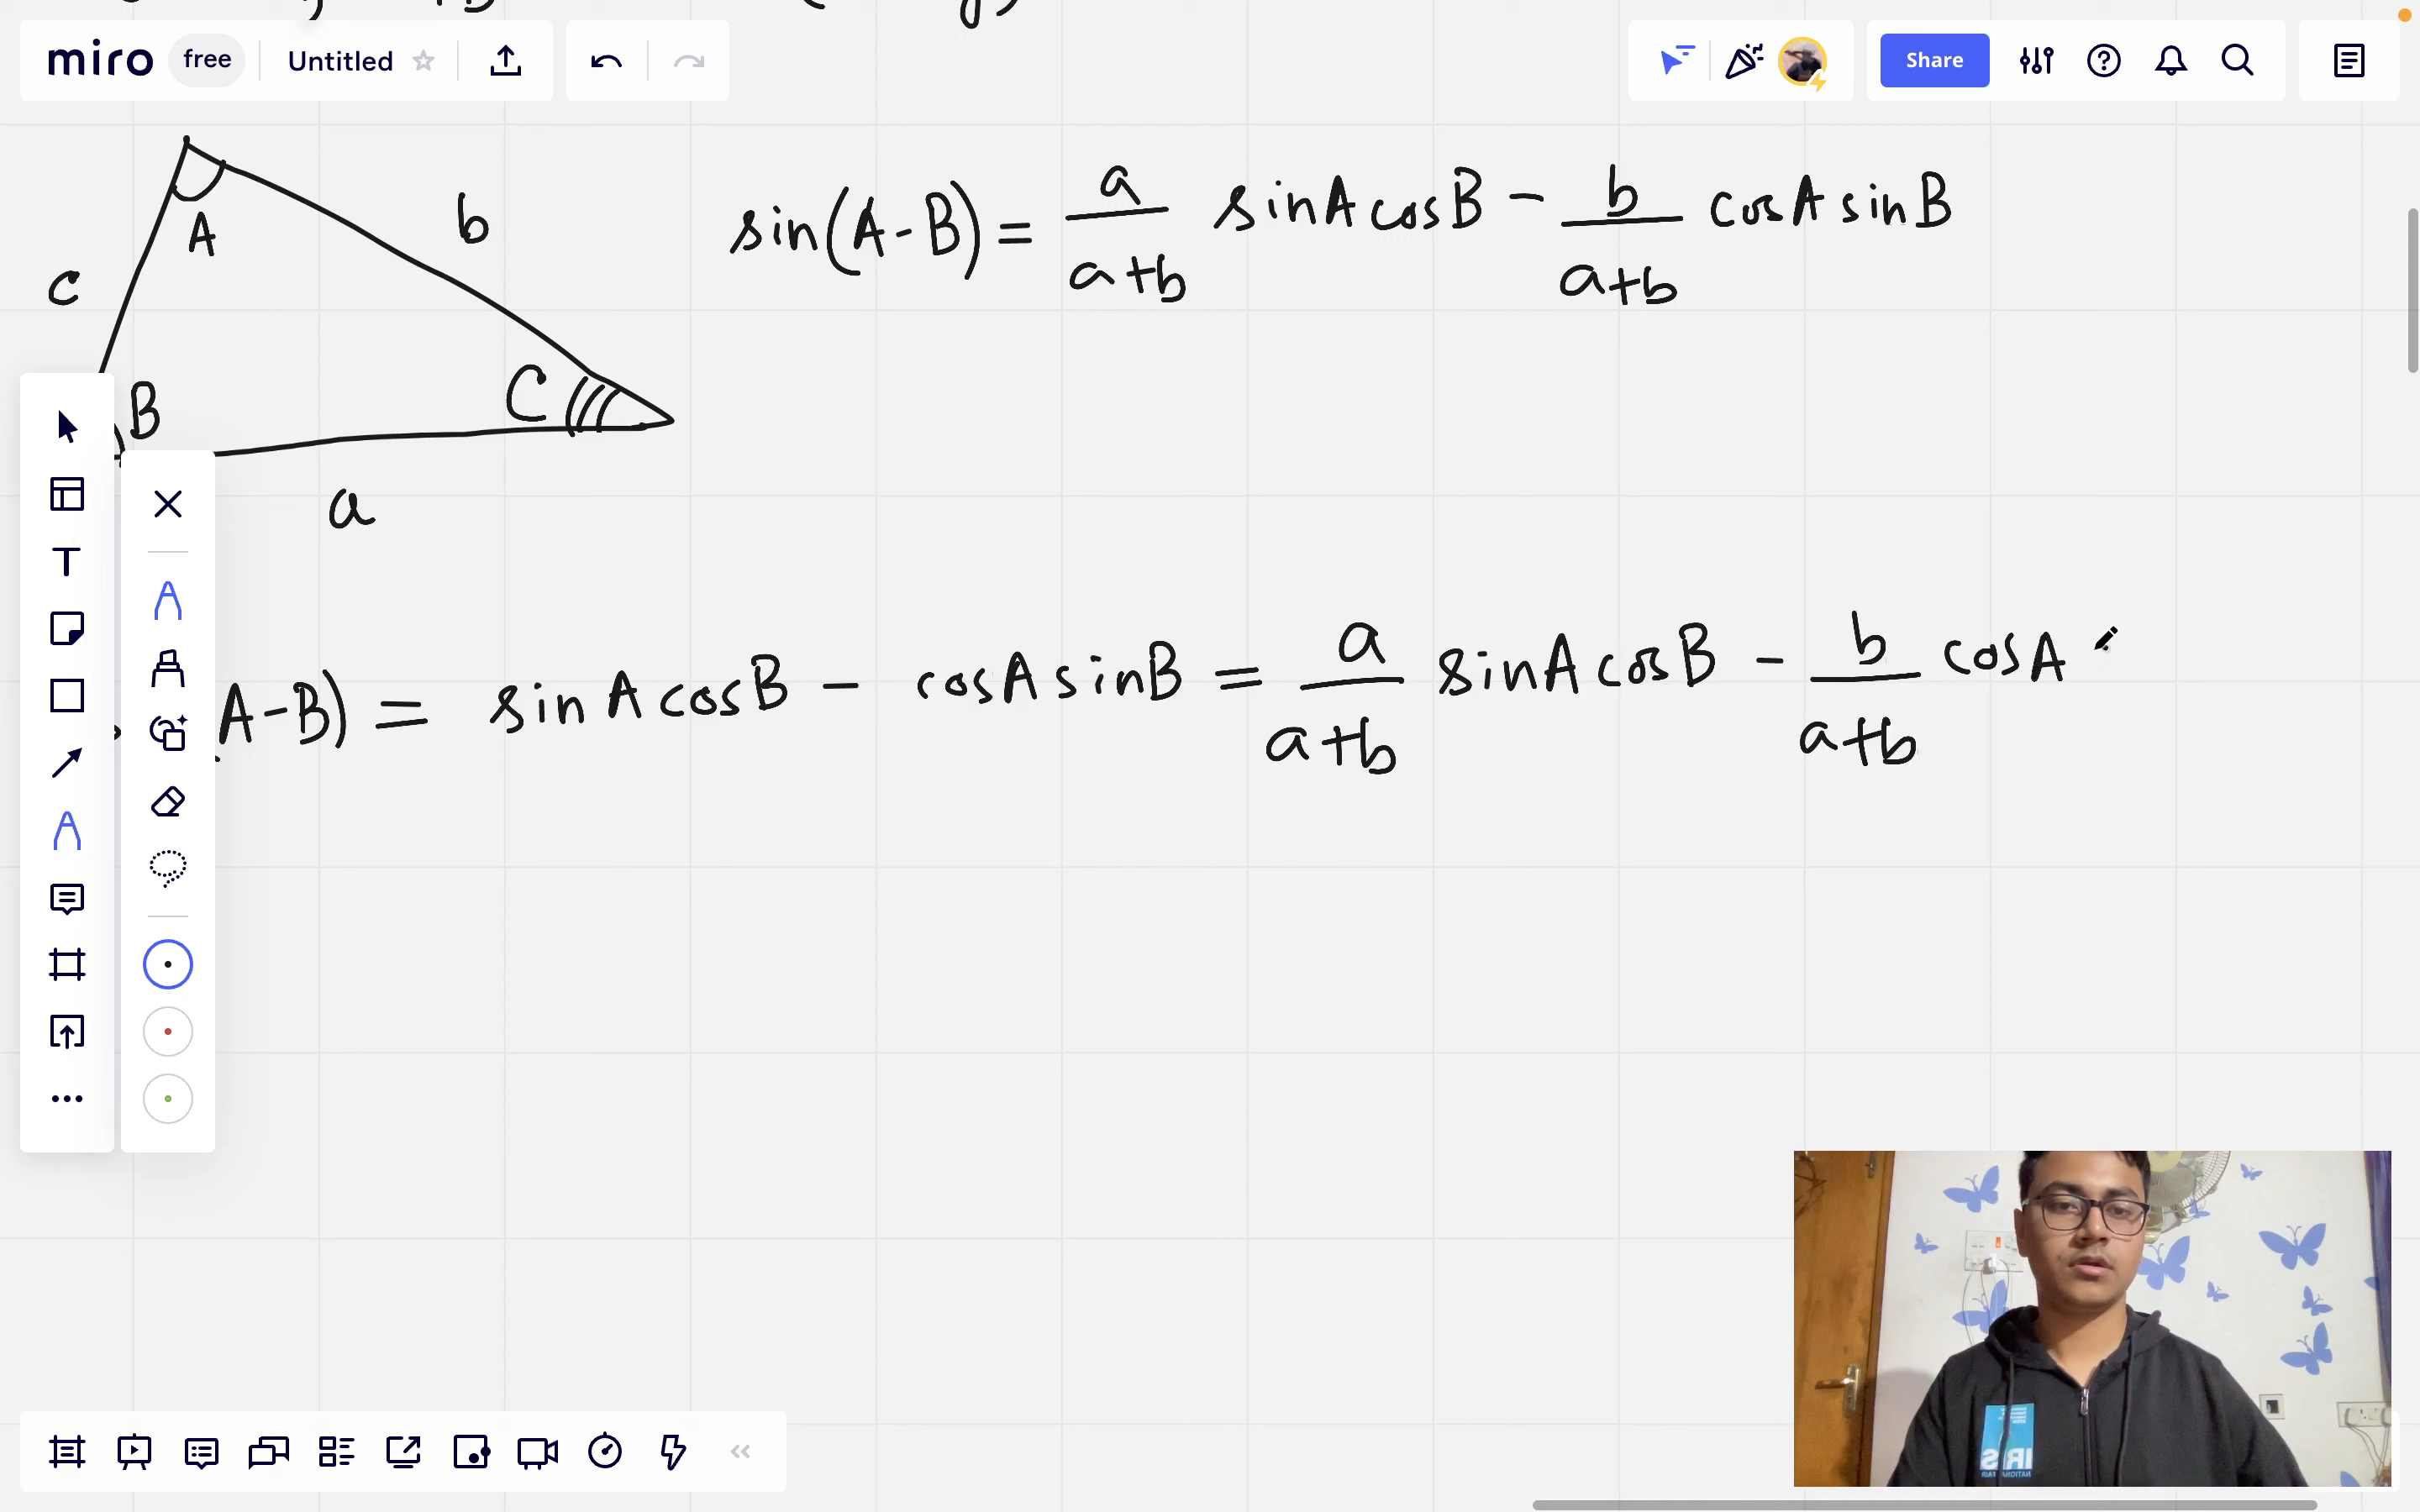 miro free Untitled Share
A
b
c
B
C
a
sin(A-B) = a/a+b sinA cosB - b/a+b cosA sinB
T
(A-B) = sin A cosB - cosA sinB = a/a+b sinA cosB - b/a+b cosA